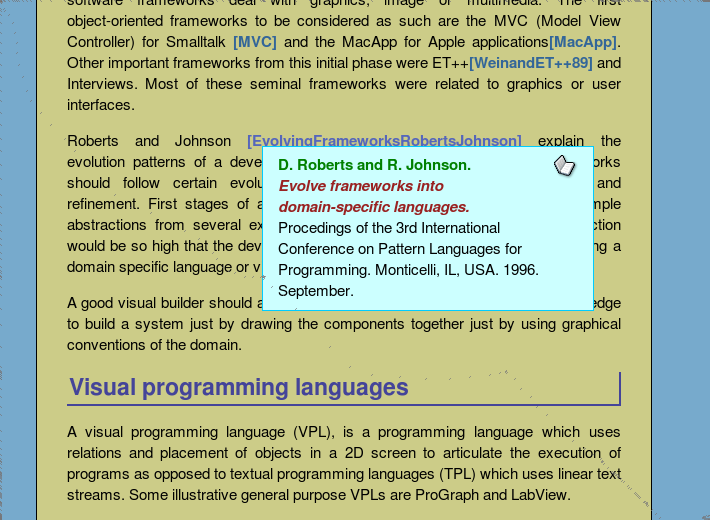 software frameworks deal with graphics, image or multimedia. The first
object-oriented frameworks to be considered as such are the MVC (Model View
Controller) for Smalltalk [MVC] and the MacApp for Apple applications[MacApp].
Other important frameworks from this initial phase were ET++[WeinandET++89] and
Interviews. Most of these seminal frameworks were related to graphics or user
interfaces.
Roberts and Johnson [EvolvingFrameworksRobertsJohnson] explain the
evolution patterns of a deve orks
should follow certain evolu and
refinement. First stages of a mple
abstractions from several ex ction
would be so high that the dev ng a
domain specific language or v
D. Roberts and R. Johnson.
Evolve frameworks into
domain-specific languages.
Procedings of the 3rd International
Conference on Pattern Languages for
Programming. Monticelli, IL, USA. 1996.
September.
A good visual builder should a edge
to build a system just by drawing the components together just by using graphical
conventions of the domain.
Visual programming languages
A visual programming language (VPL), is a programming language which uses
relations and placement of objects in a 2D screen to articulate the execution of
programs as opposed to textual programming languages (TPL) which uses linear text
streams. Some illustrative general purpose VPLs are ProGraph and LabView.